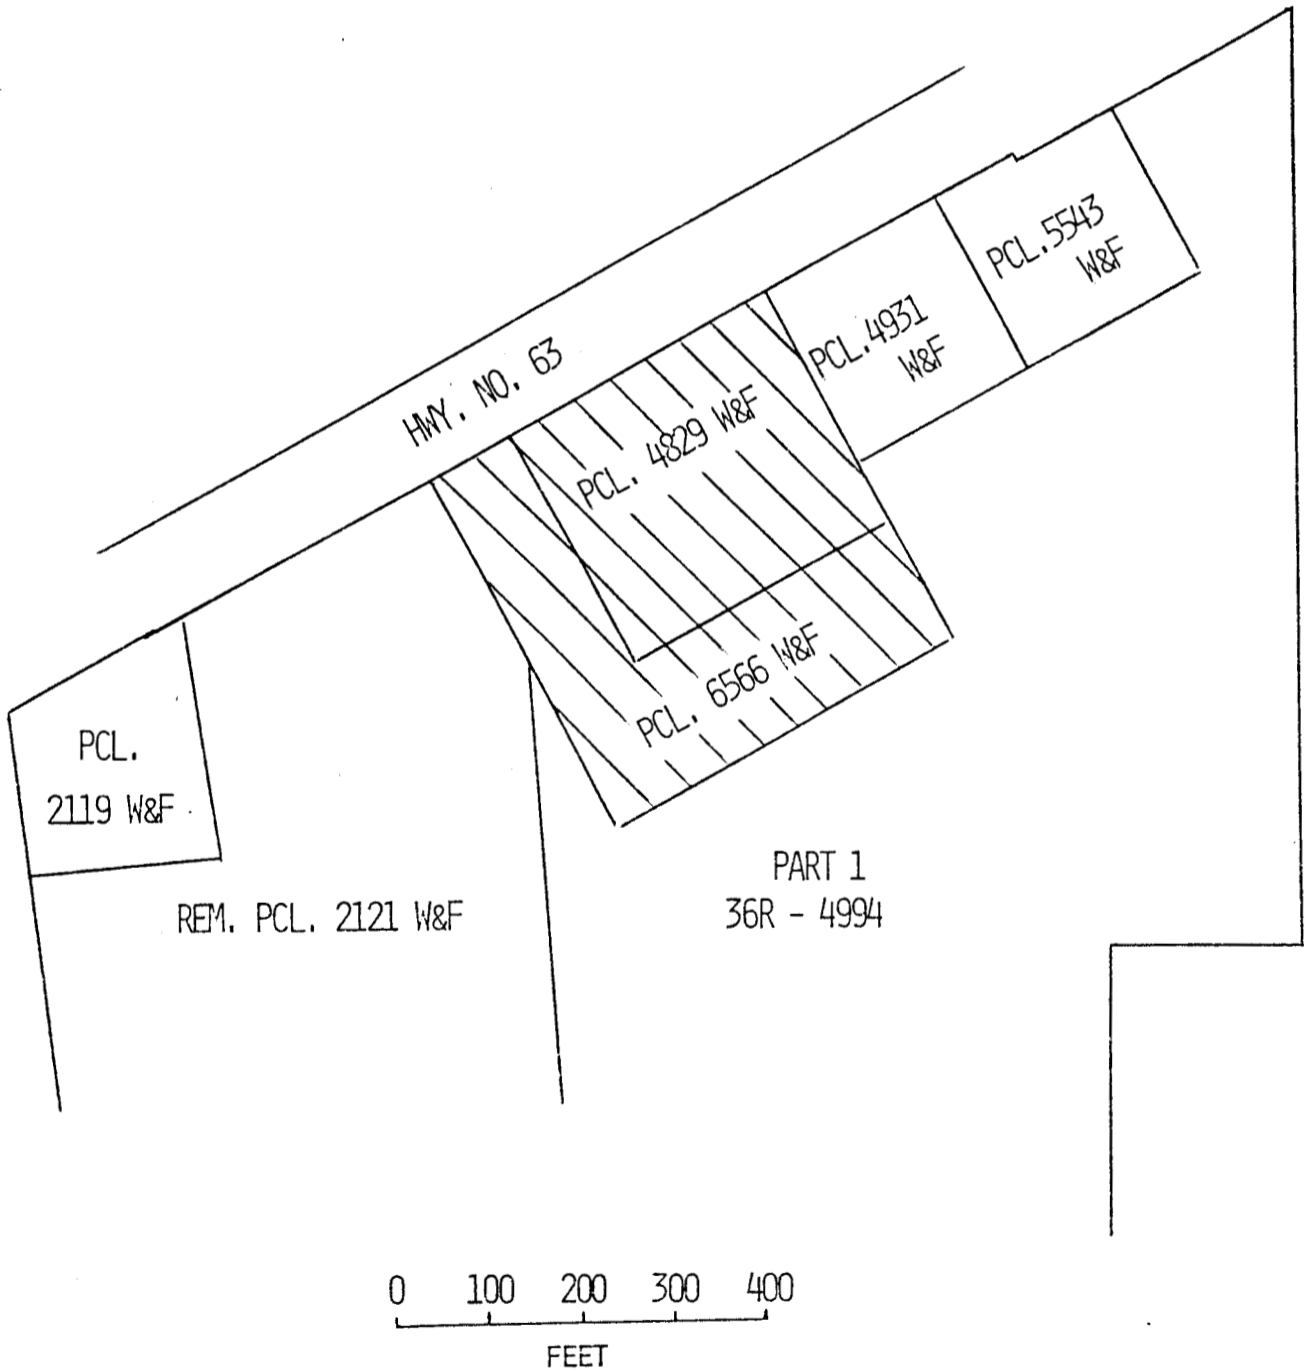 HWY. NO. 63
PCL. 5543
W&F
PCL. 4931
W&F
PCL. 4829 W&F
PCL. 6566 W&F
PCL.
2119 W&F
REM. PCL. 2121 W&F
PART 1
36R - 4994
0 100 200 300 400
FEET